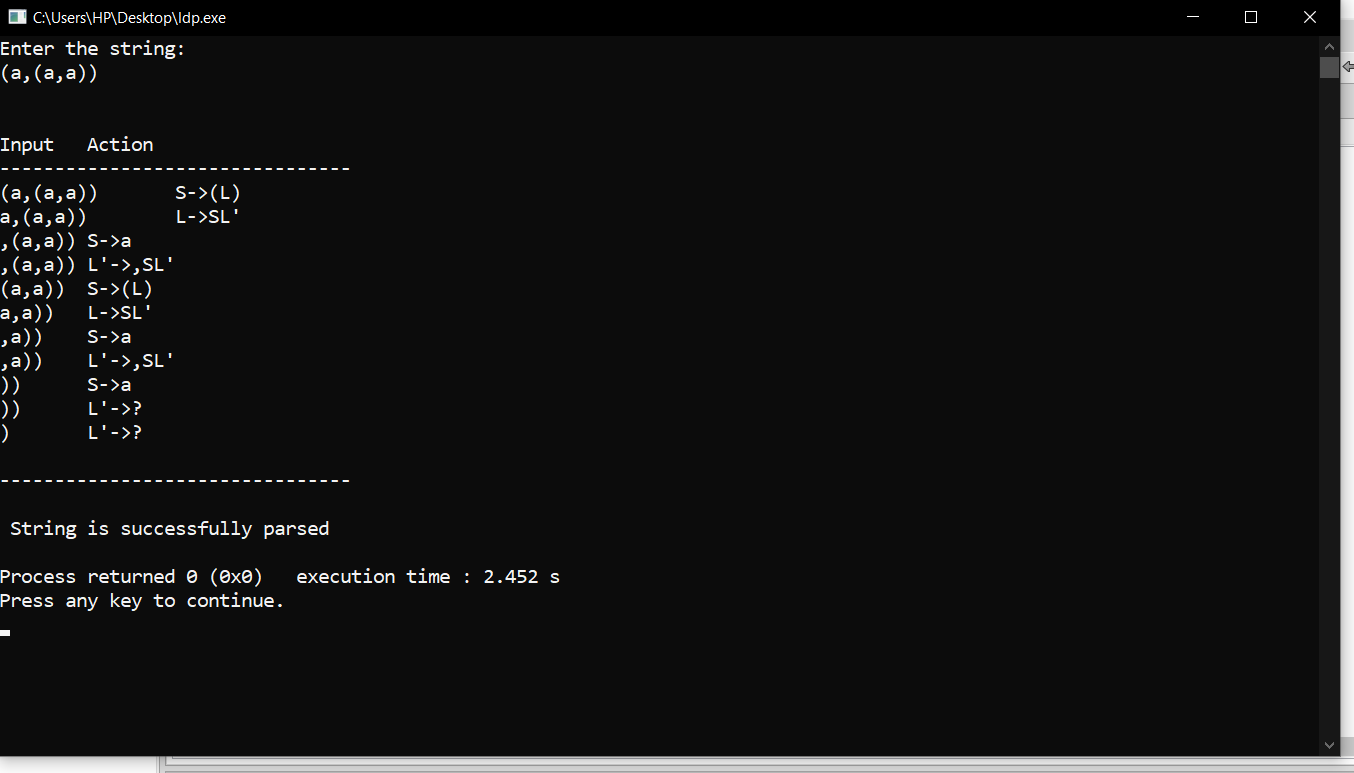 C:\Users\HP\Desktop\ldp.exe
Enter the string:
(a,(a,a))
Input   Action
--------------------------------
(a,(a,a))       S->(L)
a,(a,a))        L->SL'
,(a,a)) S->a
,(a,a)) L'->,SL'
(a,a))  S->(L)
a,a))   L->SL'
,a))    S->a
,a))    L'->,SL'
))      S->a
))      L'->?
)       L'->?
--------------------------------
 String is successfully parsed
Process returned 0 (0x0)   execution time : 2.452 s
Press any key to continue.